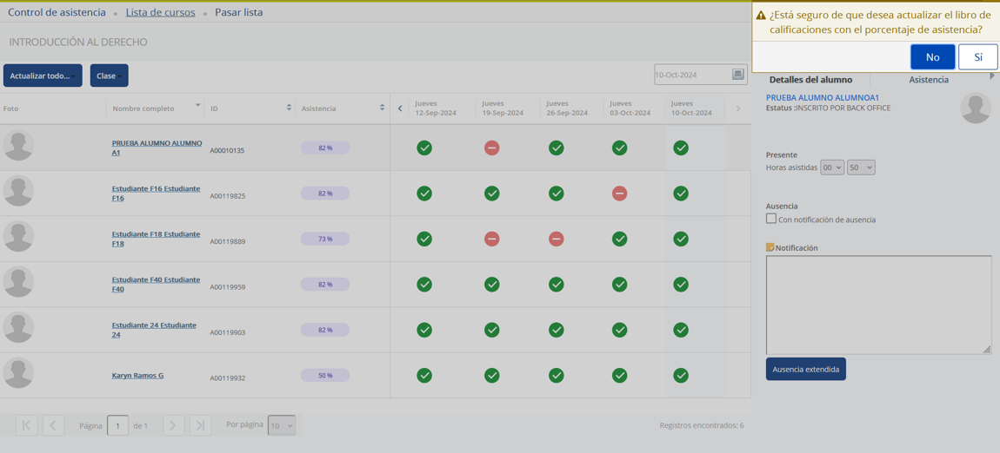 Control de asistencia • Lista de cursos • Pasar lista
¿Está seguro de que desea actualizar el libro de
calificaciones con el porcentaje de asistencia?
No Sí
INTRODUCCIÓN AL DERECHO
Actualizar todo... Clase
10-Oct-2024
Foto Nombre completo ID Asistencia
Jueves Jueves Jueves Jueves Jueves
12-Sep-2024 19-Sep-2024 26-Sep-2024 03-Oct-2024 10-Oct-2024
PRUEBA ALUMNO ALUMNO
A1
A00010135 82 %
Estudiante F16 Estudiante
F16
A00119825 82 %
Estudiante F18 Estudiante
F18
A00119889 73 %
Estudiante F40 Estudiante
F40
A00119959 82 %
Estudiante 24 Estudiante
24
A00119903 82 %
Karyn Ramos G A00119932 50 %
Página 1 de 1 Por página 10 Registros encontrados: 6
Detalles del alumno Asistencia
PRUEBA ALUMNO ALUMNOA1
Estatus :INSCRITO POR BACK OFFICE
Presente
Horas asistidas 00 50
Ausencia
Con notificación de ausencia
Notificación
Ausencia extendida